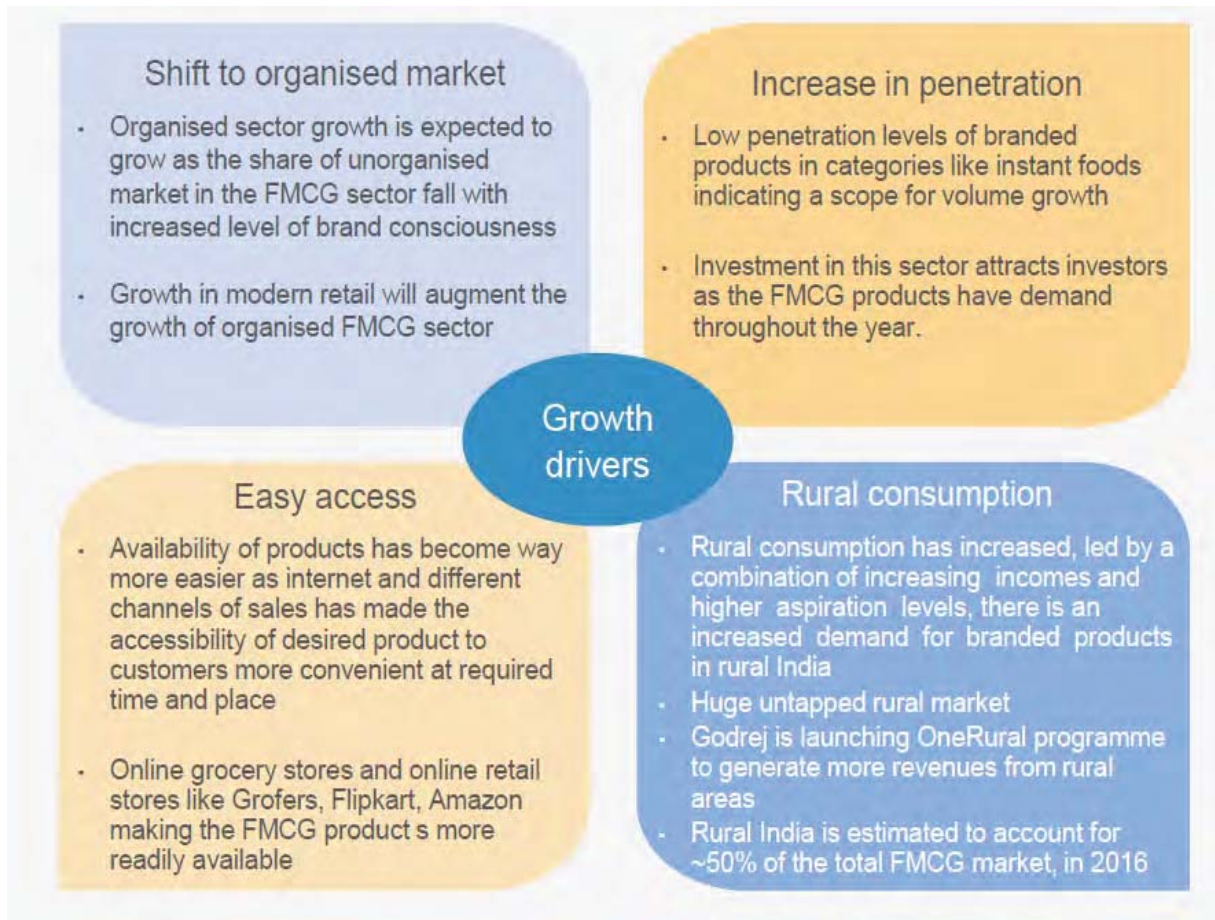 Shift to organised market
· Organised sector growth is expected to
grow as the share of unorganised
market in the FMCG sector fall with
increased level of brand consciousness
· Growth in modern retail will augment the
growth of organised FMCG sector
Increase in penetration
· Low penetration levels of branded
products in categories like instant foods
indicating a scope for volume growth
· Investment in this sector attracts investors
as the FMCG products have demand
throughout the year.
Growth
drivers
Easy access
· Availability of products has become way
more easier as internet and different
channels of sales has made the
accessibility of desired product to
customers more convenient at required
time and place
· Online grocery stores and online retail
stores like Grofers, Flipkart, Amazon
making the FMCG product s more
readily available
Rural consumption
· Rural consumption has increased, led by a
combination of increasing incomes and
higher aspiration levels, there is an
increased demand for branded products
in rural India
· Huge untapped rural market
· Godrej is launching OneRural programme
to generate more revenues from rural
areas
· Rural India is estimated to account for
~50% of the total FMCG market, in 2016